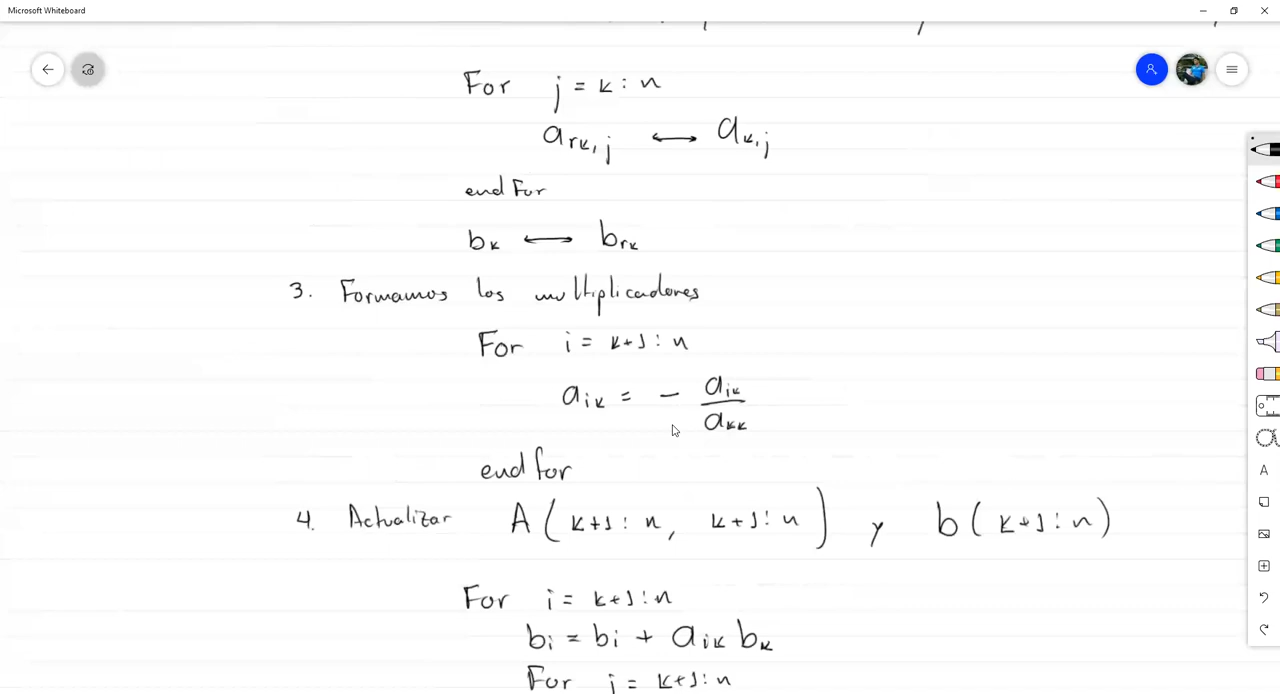 Microsoft Whiteboard
For j = k : n
a_{rk,j} ⟷ a_{k,j}
end For
b_k ⟷ b_{rk}
3. Formamos los multiplicadores
For i = k+1 : n
a_{ik} = - \frac{a_{ik}}{a_{kk}}
end for
4. Actualizar A ( k+1 : n, k+1 : n ) y b ( k+1 : n )
For i = k+1 : n
b_i = b_i + a_{ik} b_k
For j = k+1 : n